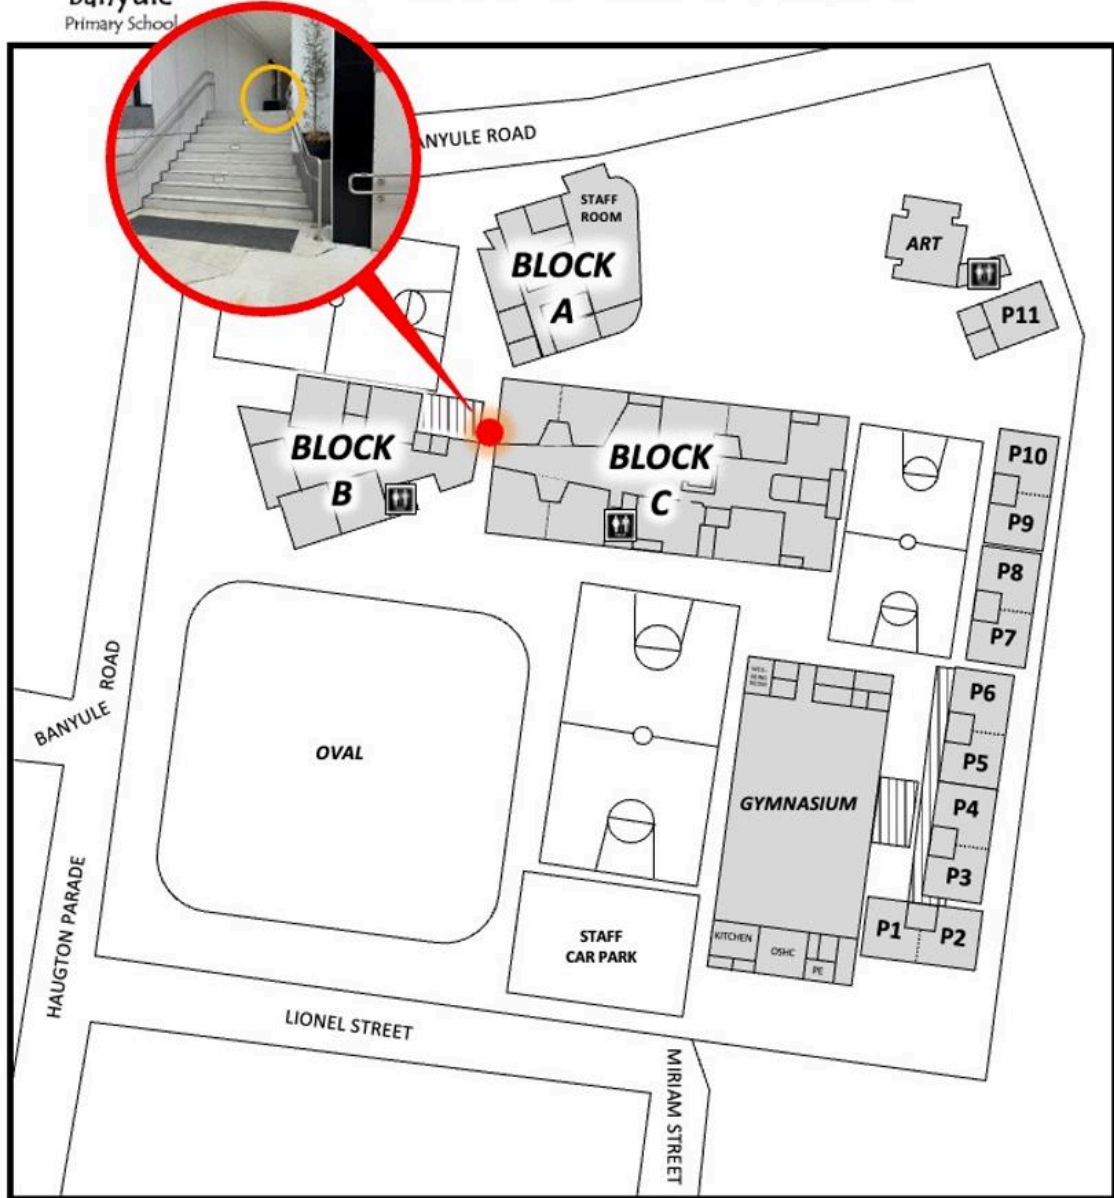 Banyule
Primary School
ANYULE ROAD
STAFF
ROOM
BLOCK
A
ART
P11
BLOCK
B
BLOCK
C
P10
P9
P8
P7
P6
P5
P4
P3
P1
P2
BANYULE
ROAD
OVAL
GYMNASIUM
HAUGTON PARADE
STAFF
CAR PARK
KITCHEN
OSHC
PE
LIONEL STREET
MIRIAM STREET